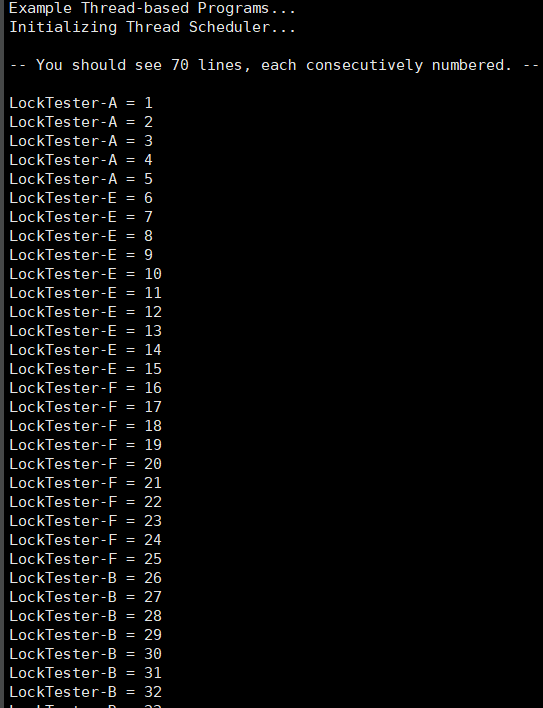 Example Thread-based Programs...
Initializing Thread Scheduler...
-- You should see 70 lines, each consecutively numbered. --
LockTester-A = 1
LockTester-A = 2
LockTester-A = 3
LockTester-A = 4
LockTester-A = 5
LockTester-E = 6
LockTester-E = 7
LockTester-E = 8
LockTester-E = 9
LockTester-E = 10
LockTester-E = 11
LockTester-E = 12
LockTester-E = 13
LockTester-E = 14
LockTester-E = 15
LockTester-F = 16
LockTester-F = 17
LockTester-F = 18
LockTester-F = 19
LockTester-F = 20
LockTester-F = 21
LockTester-F = 22
LockTester-F = 23
LockTester-F = 24
LockTester-F = 25
LockTester-B = 26
LockTester-B = 27
LockTester-B = 28
LockTester-B = 29
LockTester-B = 30
LockTester-B = 31
LockTester-B = 32